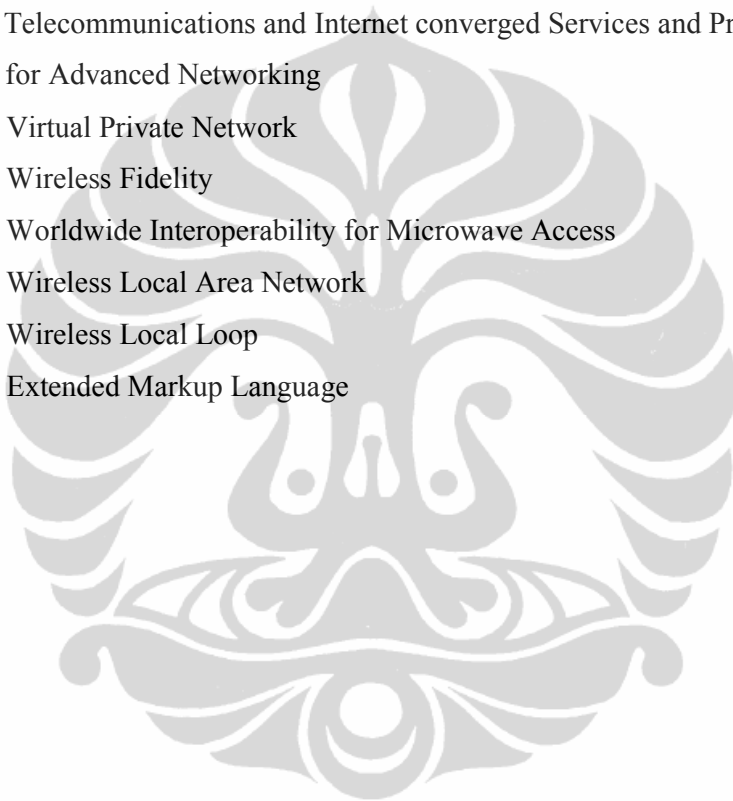 Telecommunications and Internet converged Services and Pr
for Advanced Networking
Virtual Private Network
Wireless Fidelity
Worldwide Interoperability for Microwave Access
Wireless Local Area Network
Wireless Local Loop
Extended Markup Language